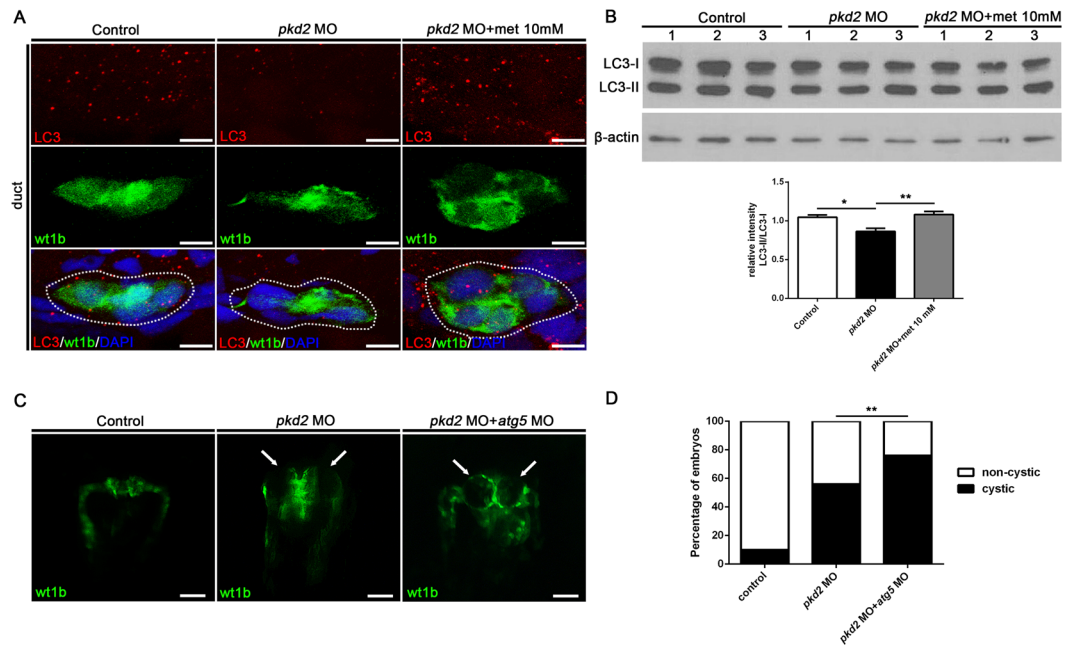 A
Control
pkd2 MO
pkd2 MO+met 10mM
duct
LC3
LC3
LC3
wt1b
wt1b
wt1b
LC3/wt1b/DAPI
LC3/wt1b/DAPI
LC3/wt1b/DAPI
B
Control
pkd2 MO
pkd2 MO+met 10mM
1 2 3 1 2 3 1 2 3
LC3-I
LC3-II
β-actin
relative intensity
LC3-II/LC3-I
1.5
1.0
0.5
0.0
*
**
Control
pkd2 MO
pkd2 MO+met 10 mM
C
Control
pkd2 MO
pkd2 MO+atg5 MO
wt1b
wt1b
wt1b
D
Percentage of embryos
100
80
60
40
20
0
**
control
pkd2 MO
pkd2 MO+atg5 MO
non-cystic
cystic